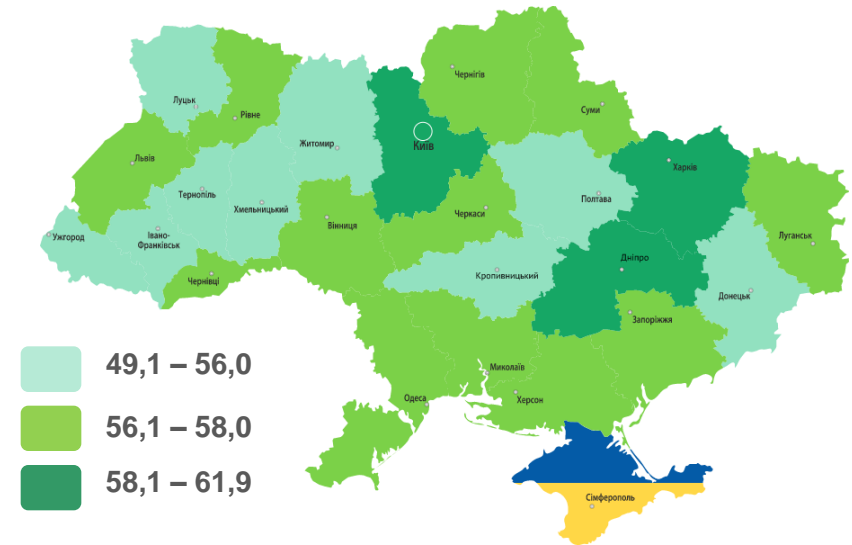 Чернігів
Луцьк
Суми
Рівне
Київ
Житомир
Львів
Харків
Тернопіль
Полтава
Хмельницький
Черкаси
Вінниця
Ужгород
Івано-
Франківськ
Луганськ
Дніпро
Чернівці
Кропивницький
Донецьк
Запоріжжя
Миколаїв
Одеса
Херсон
Сімферополь
49,1 – 56,0
56,1 – 58,0
58,1 – 61,9